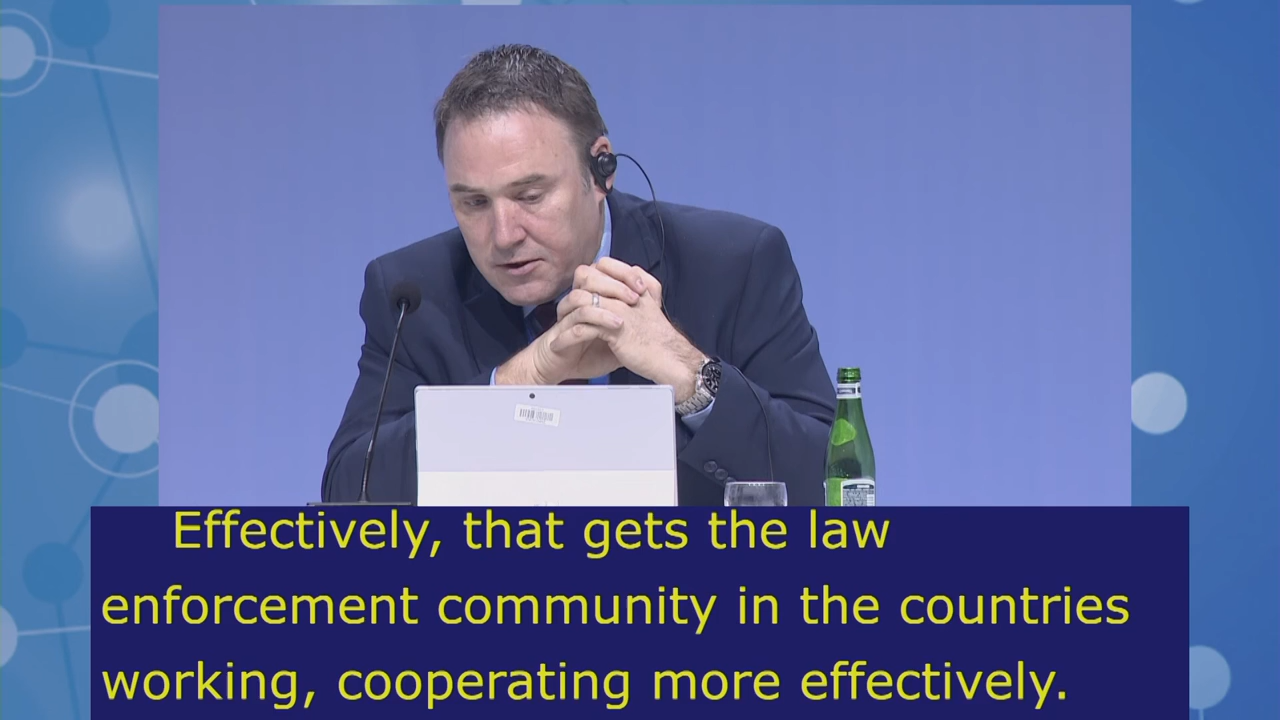 Effectively, that gets the law
enforcement community in the countries
working, cooperating more effectively.